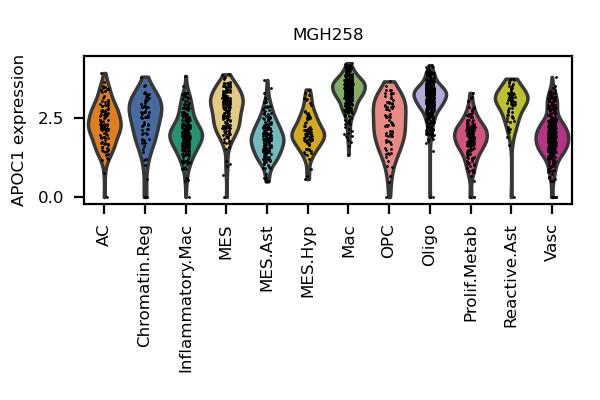 MGH258
APOC1 expression
2.5
0.0
AC
Chromatin.Reg
Inflammatory.Mac
MES
MES.Ast
MES.Hyp
Mac
OPC
Oligo
Prolif.Metab
Reactive.Ast
Vasc